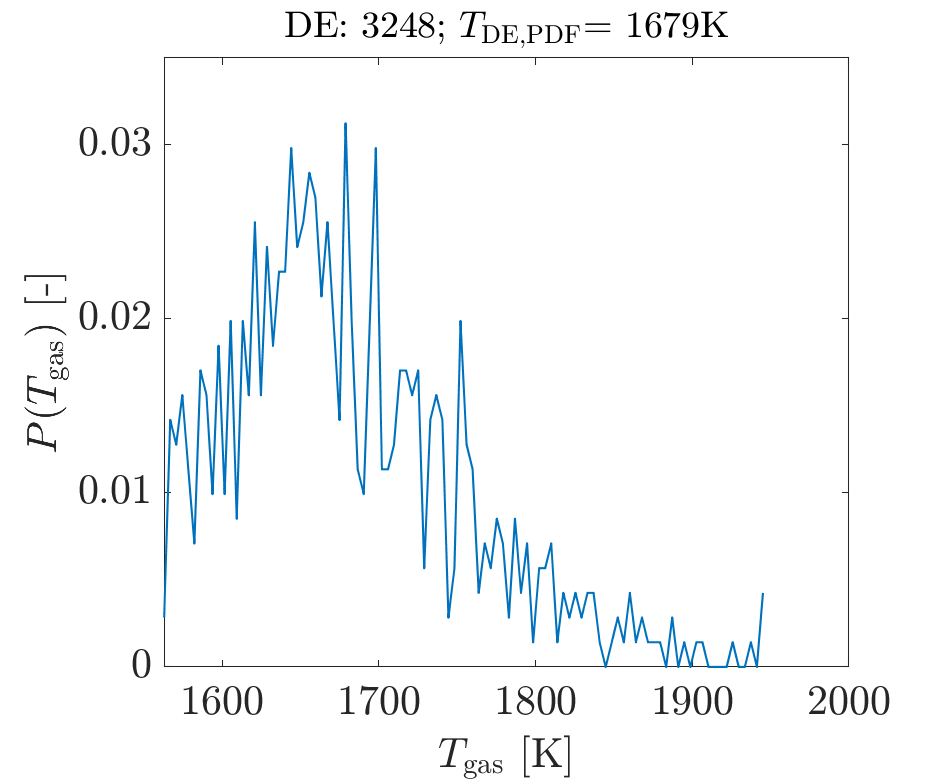 DE: 3248; T_DE,PDF= 1679K
0.03
0.02
0.01
0
P(T_gas) [-]
1600 1700 1800 1900 2000
T_gas [K]